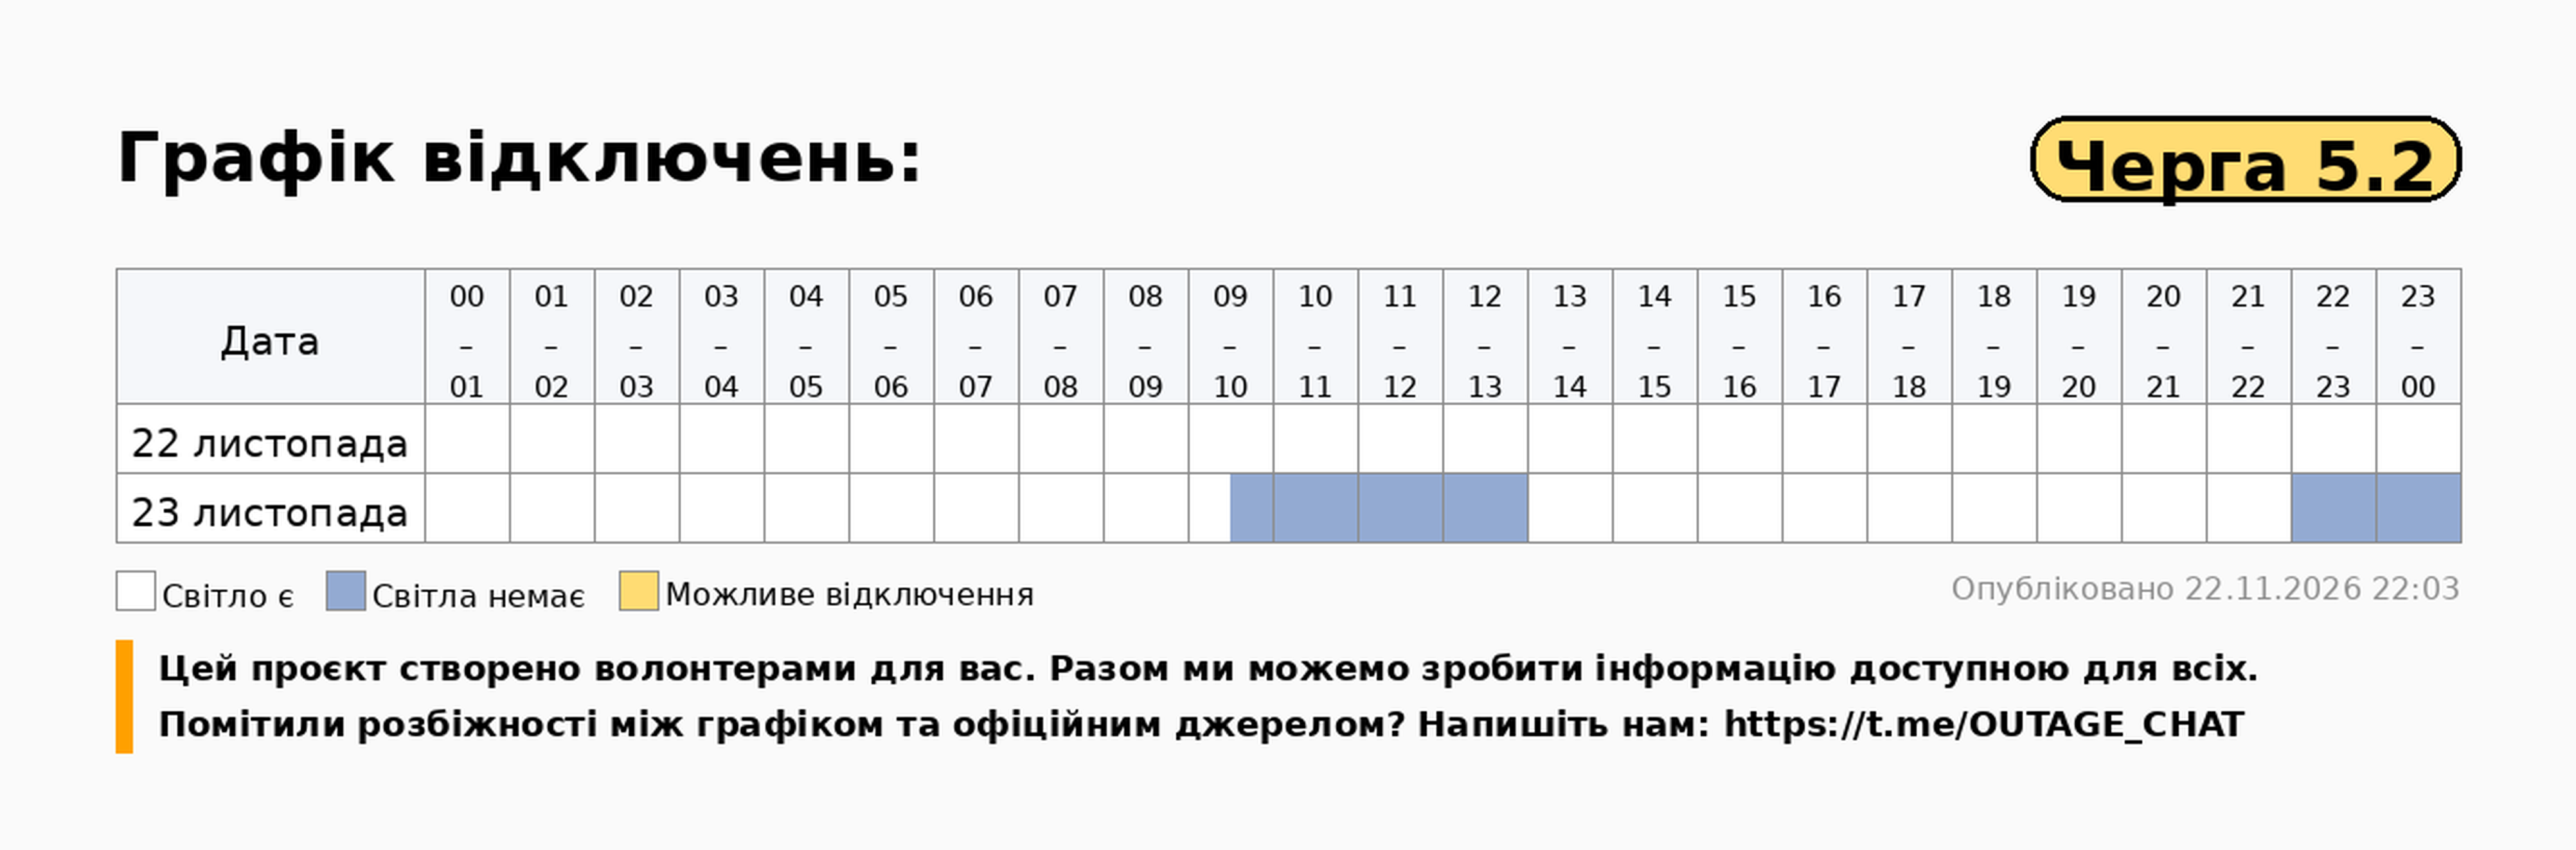 Графік відключень:
Черга 5.2
Дата
00 – 01
01 – 02
02 – 03
03 – 04
04 – 05
05 – 06
06 – 07
07 – 08
08 – 09
09 – 10
10 – 11
11 – 12
12 – 13
13 – 14
14 – 15
15 – 16
16 – 17
17 – 18
18 – 19
19 – 20
20 – 21
21 – 22
22 – 23
23 – 00
22 листопада
23 листопада
Світло є
Світла немає
Можливе відключення
Опубліковано 22.11.2026 22:03
Цей проєкт створено волонтерами для вас. Разом ми можемо зробити інформацію доступною для всіх.
Помітили розбіжності між графіком та офіційним джерелом? Напишіть нам: https://t.me/OUTAGE_CHAT